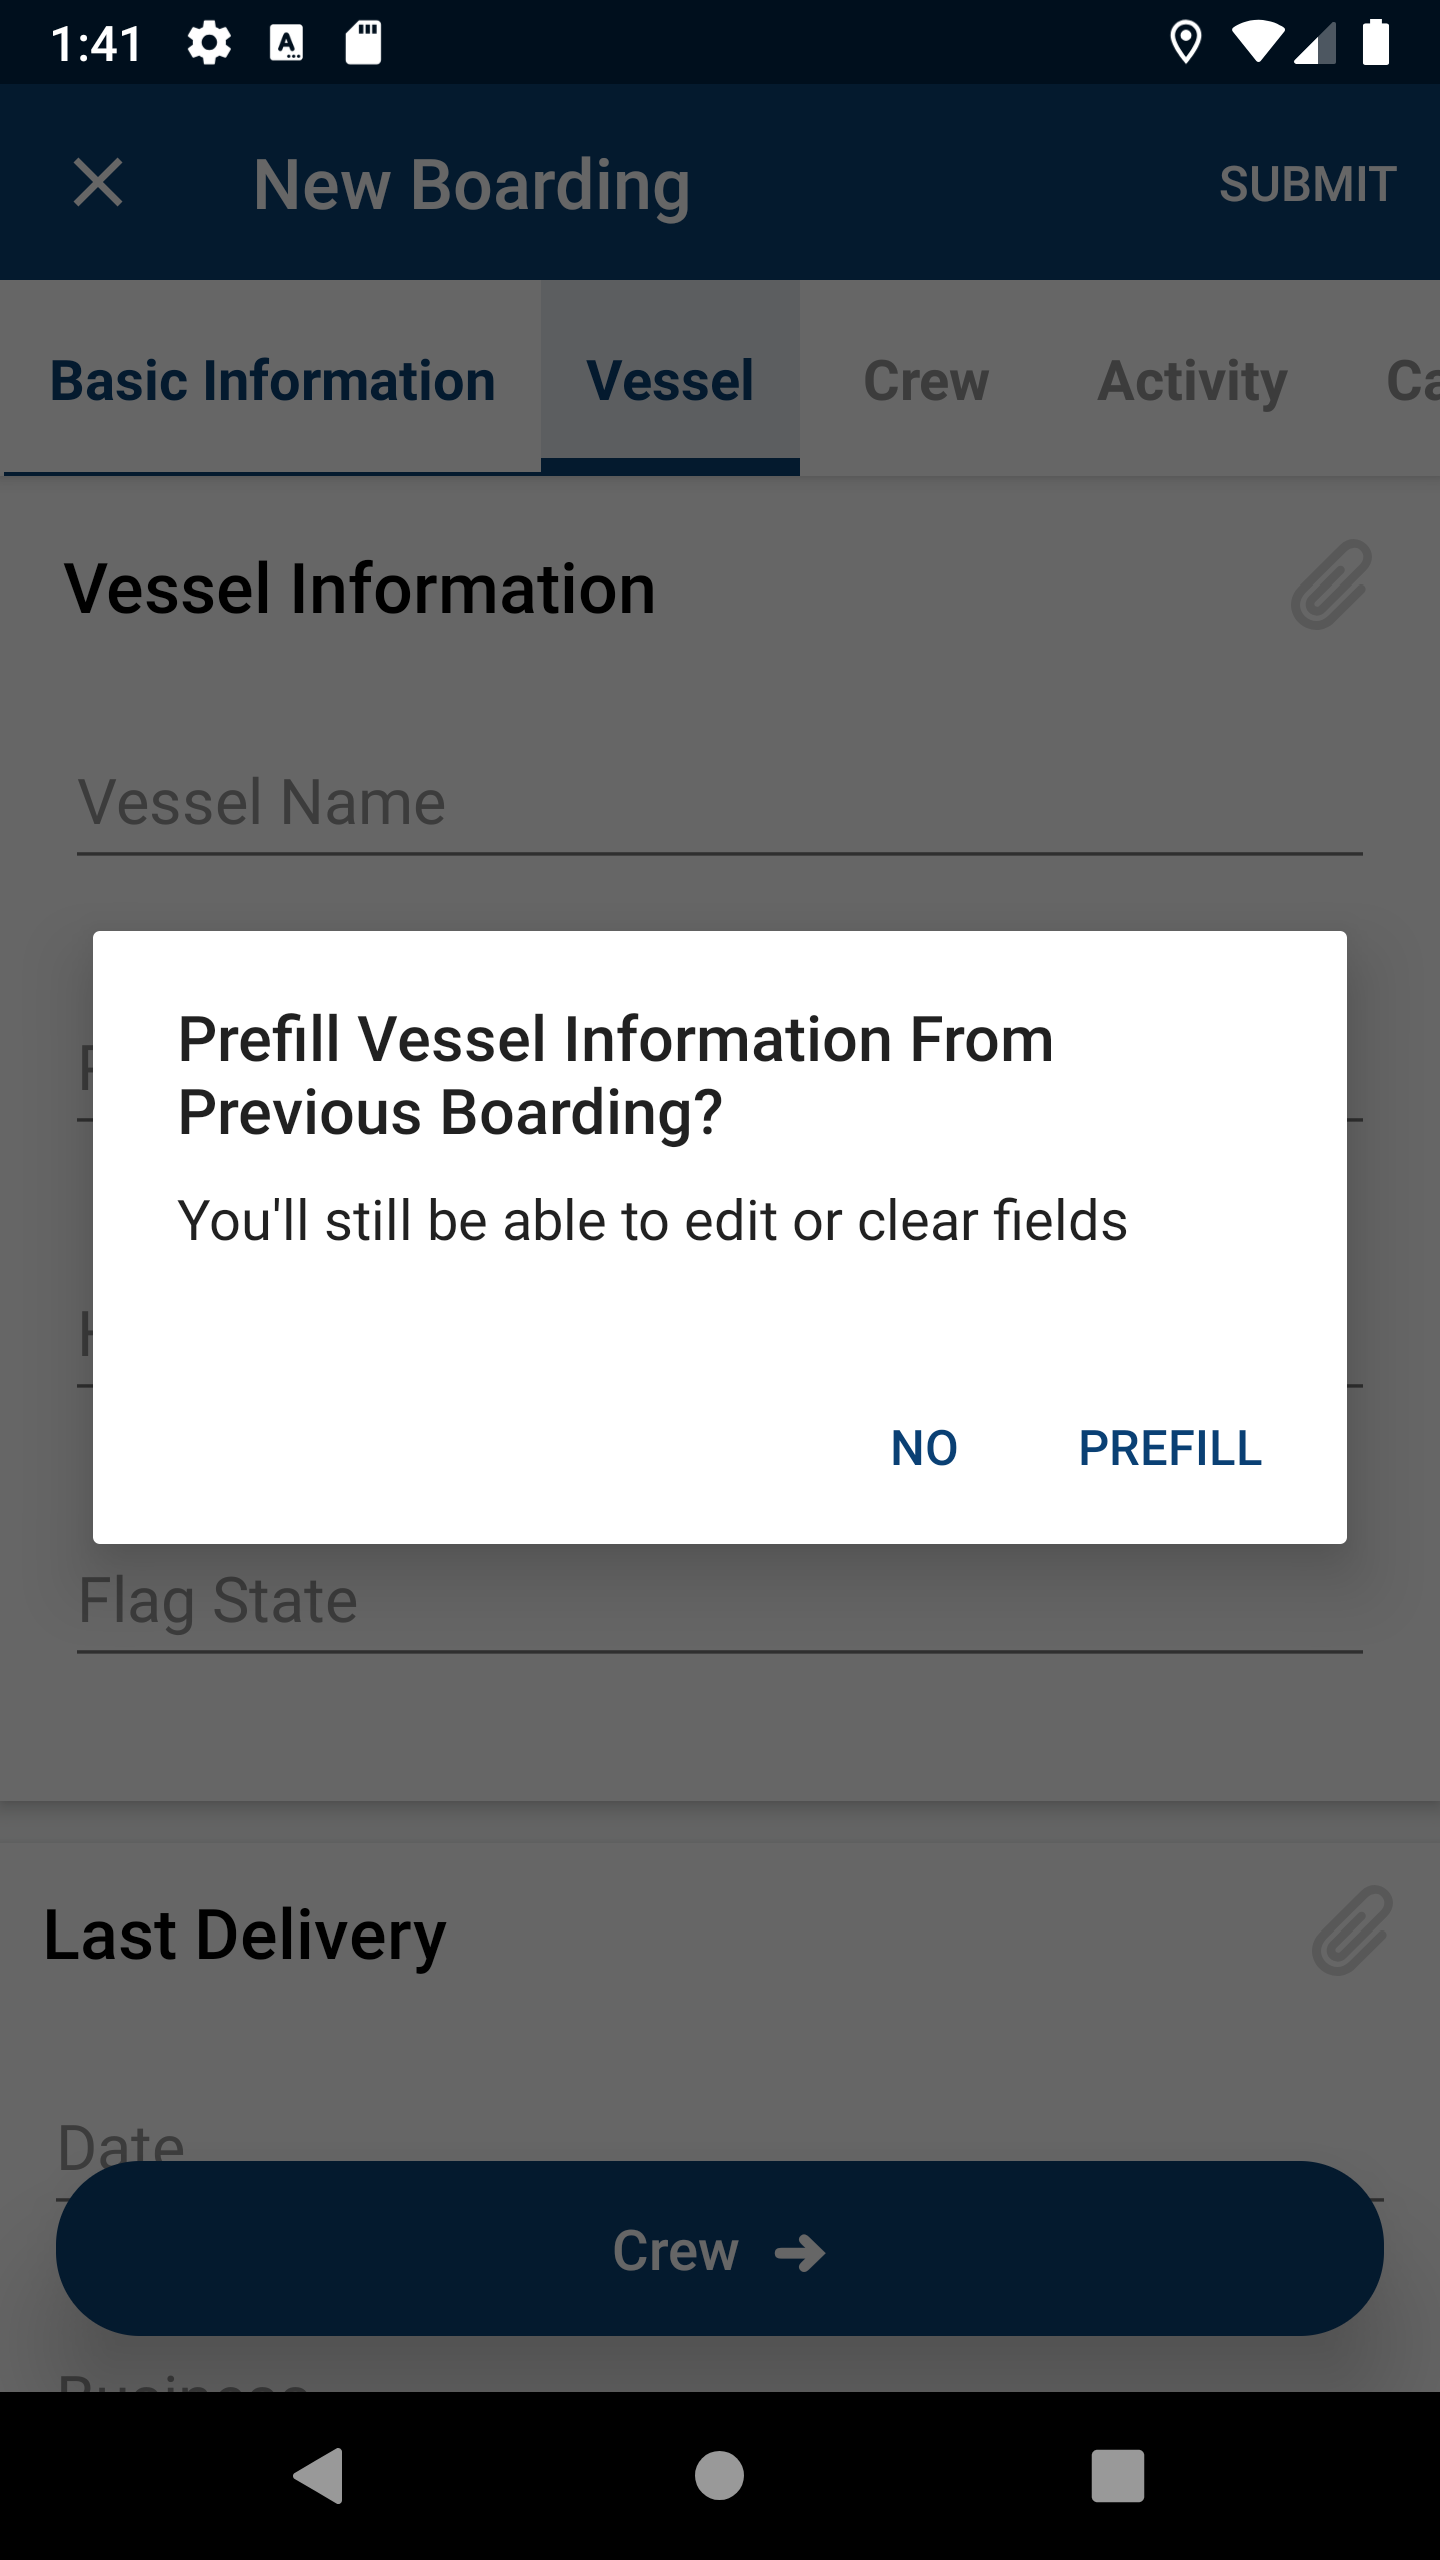 1:41
New Boarding
SUBMIT
Basic Information
Vessel
Crew
Activity
Vessel Information
Vessel Name
Prefill Vessel Information From
Previous Boarding?
You'll still be able to edit or clear fields
NO
PREFILL
Flag State
Last Delivery
Date
Crew